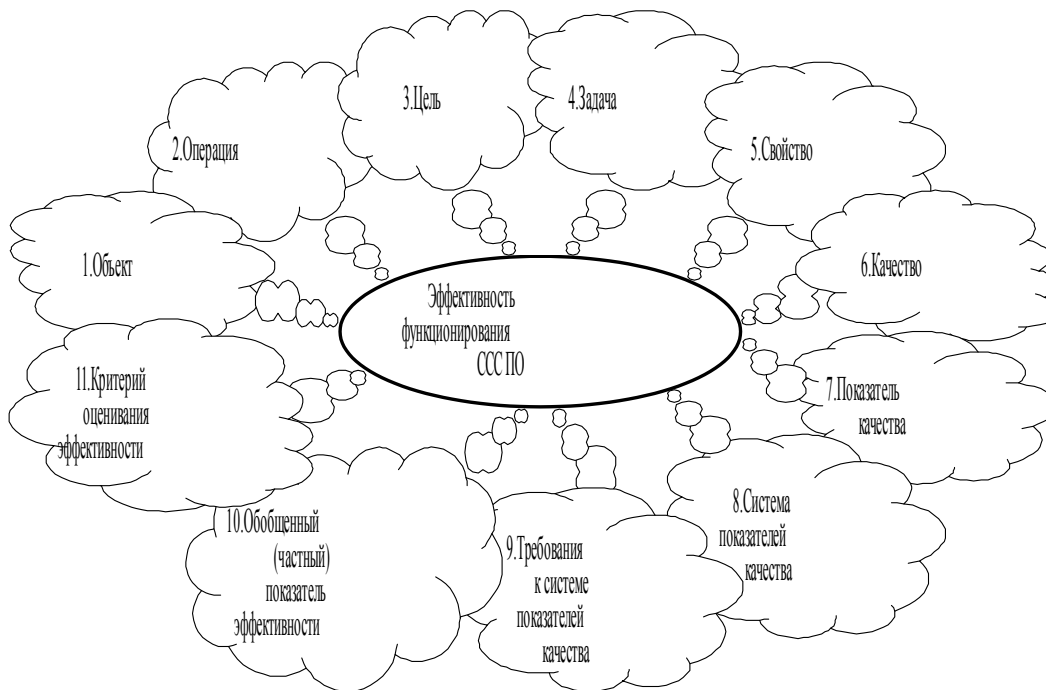 3.Цель
4.Задача
2.Операция
5.Свойство
1.Объект
6.Качество
Эффективность
функционирования
ССС ПО
11.Критерий
оценивания
эффективности
7.Показатель
качества
8.Система
показателей
качества
10.Обобщенный
(частный)
показатель
эффективности
9.Требования
к системе
показателей
качества